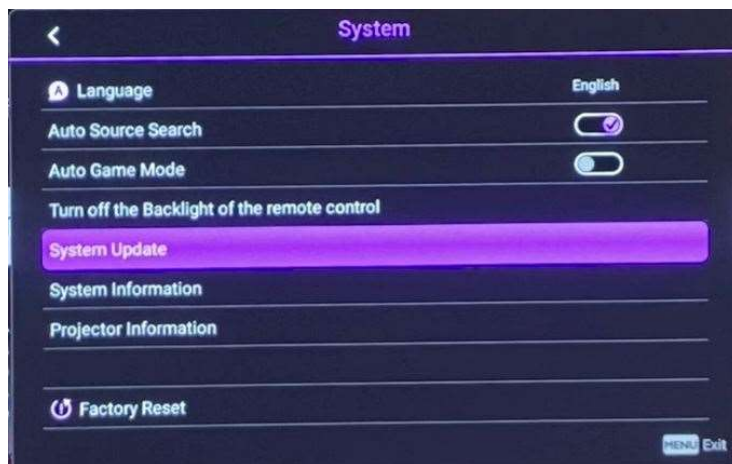 System
Language
English
Auto Source Search
Auto Game Mode
Turn off the Backlight of the remote control
System Update
System Information
Projector Information
Factory Reset
MENU Exit